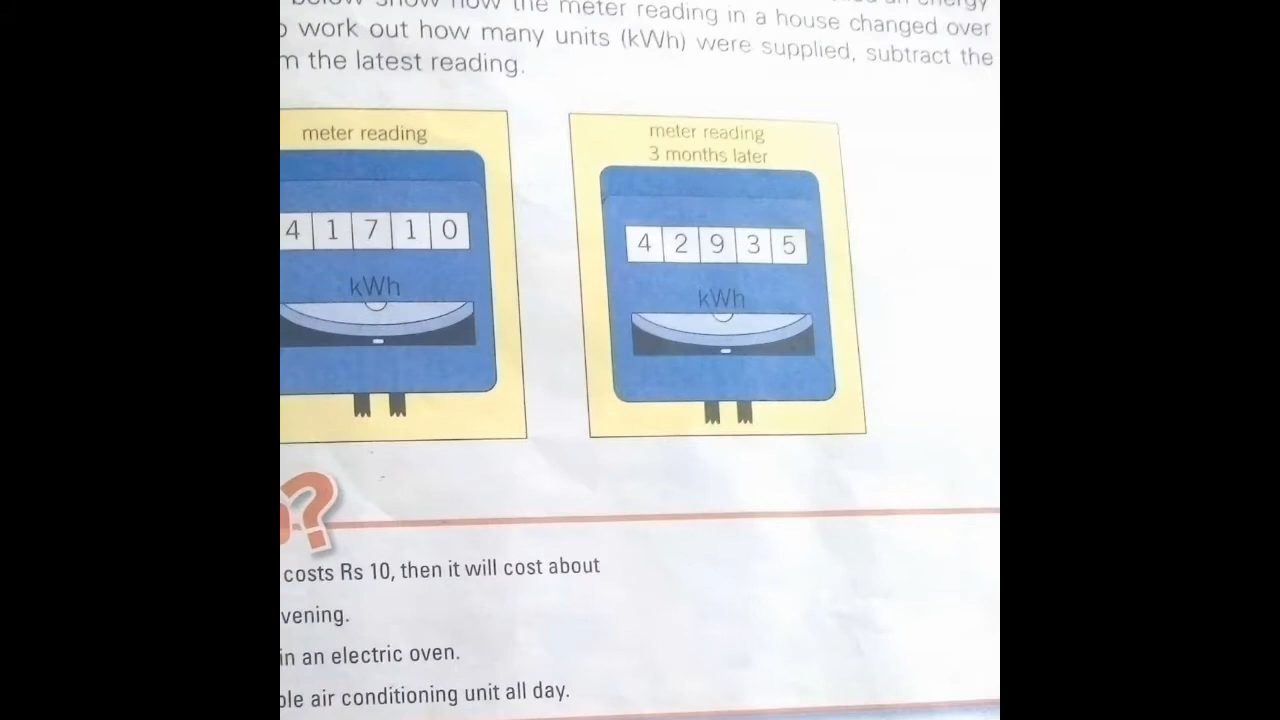 below show how the meter reading in a house changed over
work out how many units (kWh) were supplied, subtract the
the latest reading.
meter reading
4 1 7 1 0
kWh
meter reading
3 months later
4 2 9 3 5
kWh
?
costs Rs 10, then it will cost about
in an electric oven.
air conditioning unit all day.